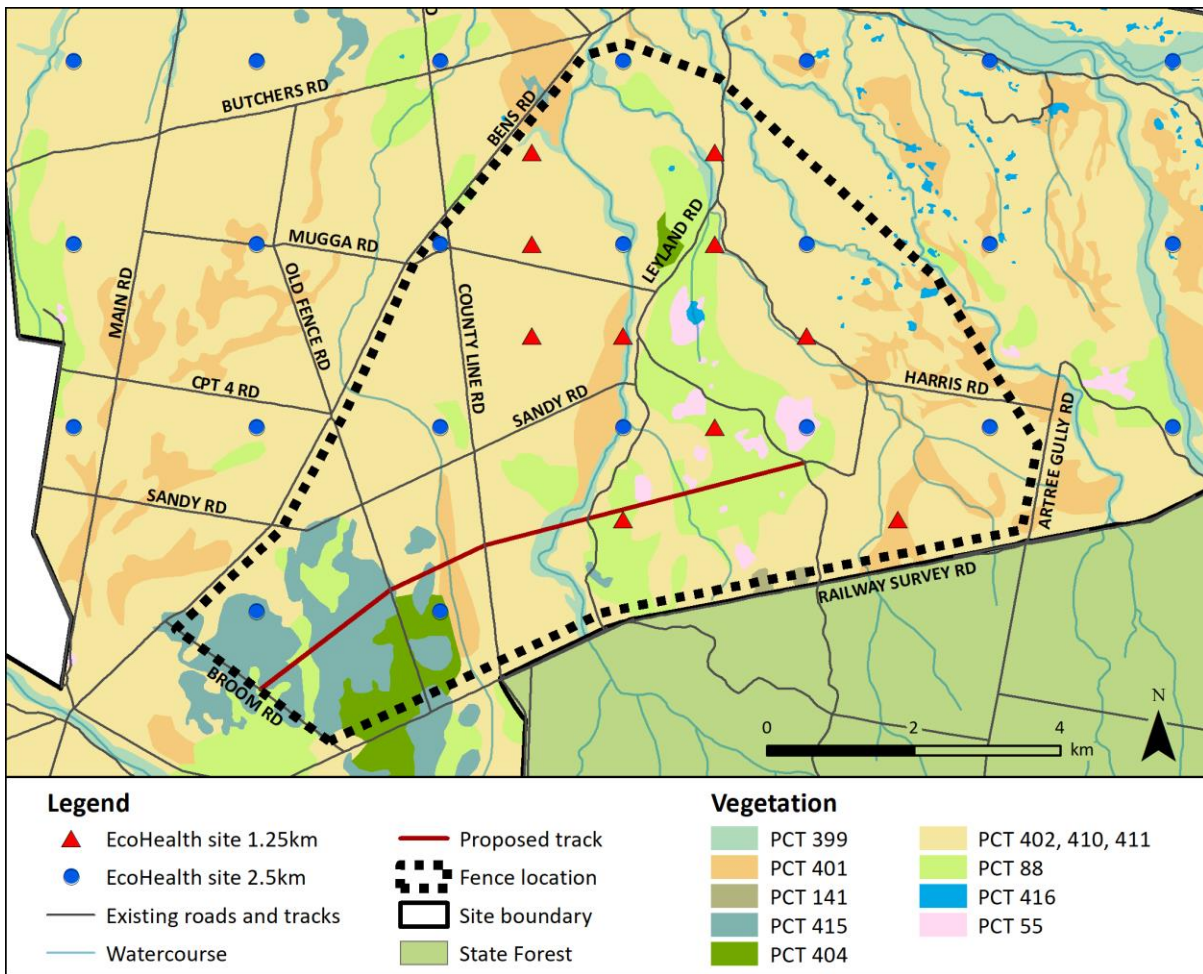 BUTCHERS RD
BENS RD
MUGGA RD
LEYLAND RD
MAIN RD
OLD FENCE RD
COUNTY LINE RD
CPT 4 RD
SANDY RD
HARRIS RD
ARTREE GULLY RD
SANDY RD
RAILWAY SURVEY RD
BROOM RD
N
0 2 4
km
Legend
EcoHealth site 1.25km
EcoHealth site 2.5km
Existing roads and tracks
Watercourse
Proposed track
Fence location
Site boundary
State Forest
Vegetation
PCT 399
PCT 401
PCT 141
PCT 415
PCT 404
PCT 402, 410, 411
PCT 88
PCT 416
PCT 55